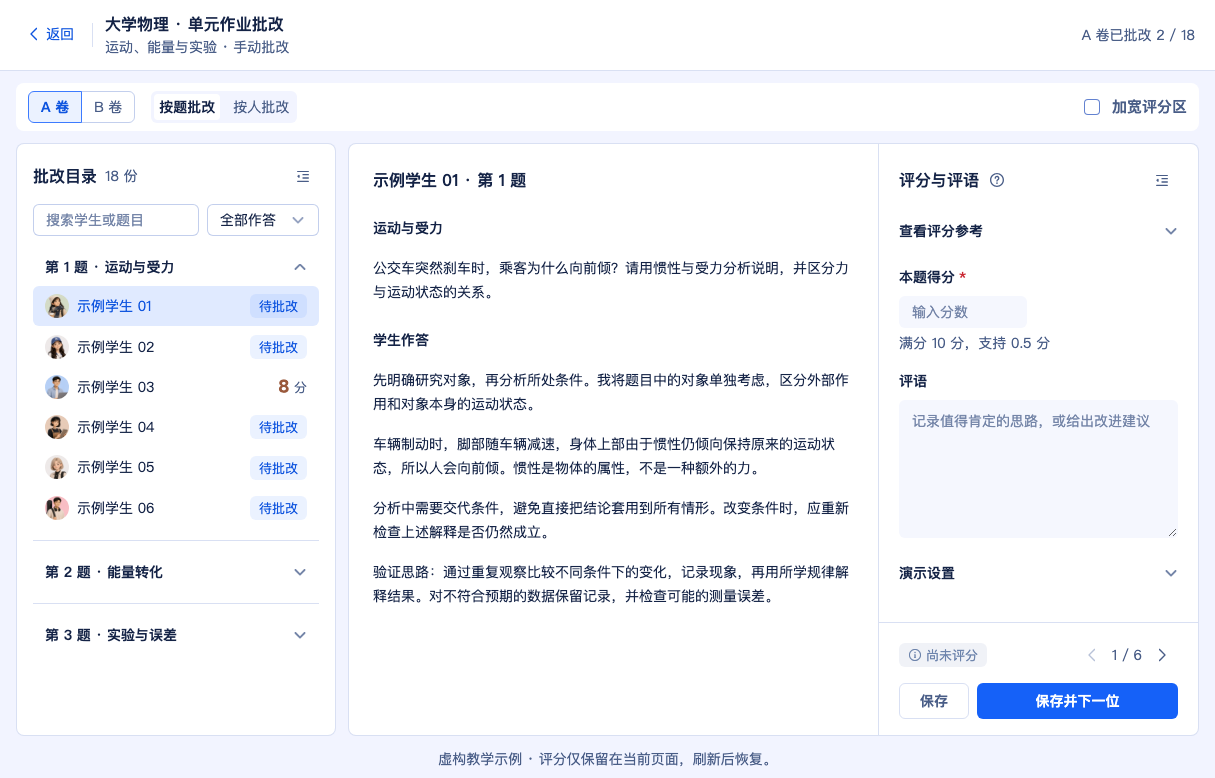 返回
大学物理 · 单元作业批改
运动、能量与实验 · 手动批改
A 卷已批改 2 / 18
A 卷
B 卷
按题批改
按人批改
加宽评分区
批改目录 18 份
搜索学生或题目
全部作答
第 1 题 · 运动与受力
示例学生 01 待批改
示例学生 02 待批改
示例学生 03 8 分
示例学生 04 待批改
示例学生 05 待批改
示例学生 06 待批改
第 2 题 · 能量转化
第 3 题 · 实验与误差
示例学生 01 · 第 1 题
运动与受力
公交车突然刹车时，乘客为什么向前倾？请用惯性与受力分析说明，并区分力
与运动状态的关系。
学生作答
先明确研究对象，再分析所处条件。我将题目中的对象单独考虑，区分外部作
用和对象本身的运动状态。
车辆制动时，脚部随车辆减速，身体上部由于惯性仍倾向保持原来的运动状
态，所以人会向前倾。惯性是物体的属性，不是一种额外的力。
分析中需要交代条件，避免直接把结论套用到所有情形。改变条件时，应重新
检查上述解释是否仍然成立。
验证思路：通过重复观察比较不同条件下的变化，记录现象，再用所学规律解
释结果。对不符合预期的数据保留记录，并检查可能的测量误差。
评分与评语
查看评分参考
本题得分 *
输入分数
满分 10 分，支持 0.5 分
评语
记录值得肯定的思路，或给出改进建议
演示设置
尚未评分
1 / 6
保存
保存并下一位
虚构教学示例 · 评分仅保留在当前页面，刷新后恢复。